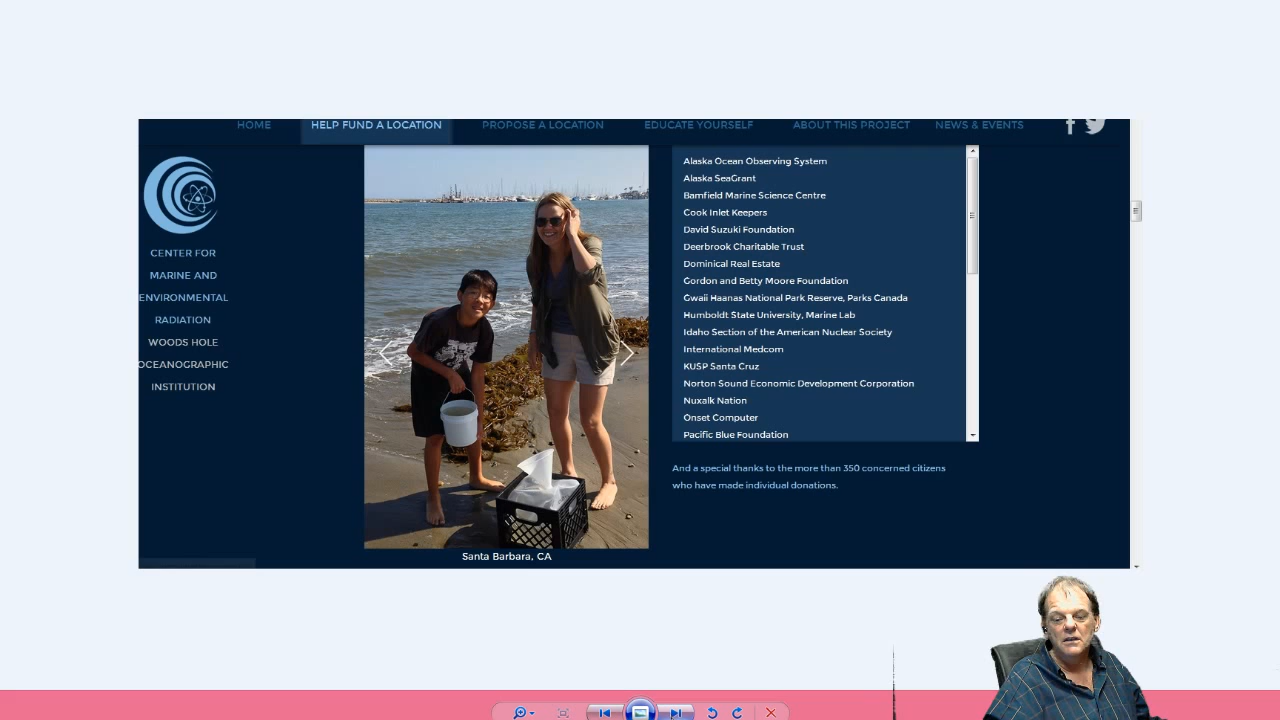 HOME HELP FUND A LOCATION PROPOSE A LOCATION EDUCATE YOURSELF ABOUT THIS PROJECT NEWS & EVENTS
CENTER FOR
MARINE AND
ENVIRONMENTAL
RADIATION
WOODS HOLE
OCEANOGRAPHIC
INSTITUTION
Santa Barbara, CA
Alaska Ocean Observing System
Alaska SeaGrant
Bamfield Marine Science Centre
Cook Inlet Keepers
David Suzuki Foundation
Deerbrook Charitable Trust
Dominical Real Estate
Gordon and Betty Moore Foundation
Gwaii Haanas National Park Reserve, Parks Canada
Humboldt State University, Marine Lab
Idaho Section of the American Nuclear Society
International Medcom
KUSP Santa Cruz
Norton Sound Economic Development Corporation
Nuxalk Nation
Onset Computer
Pacific Blue Foundation
And a special thanks to the more than 350 concerned citizens
who have made individual donations.